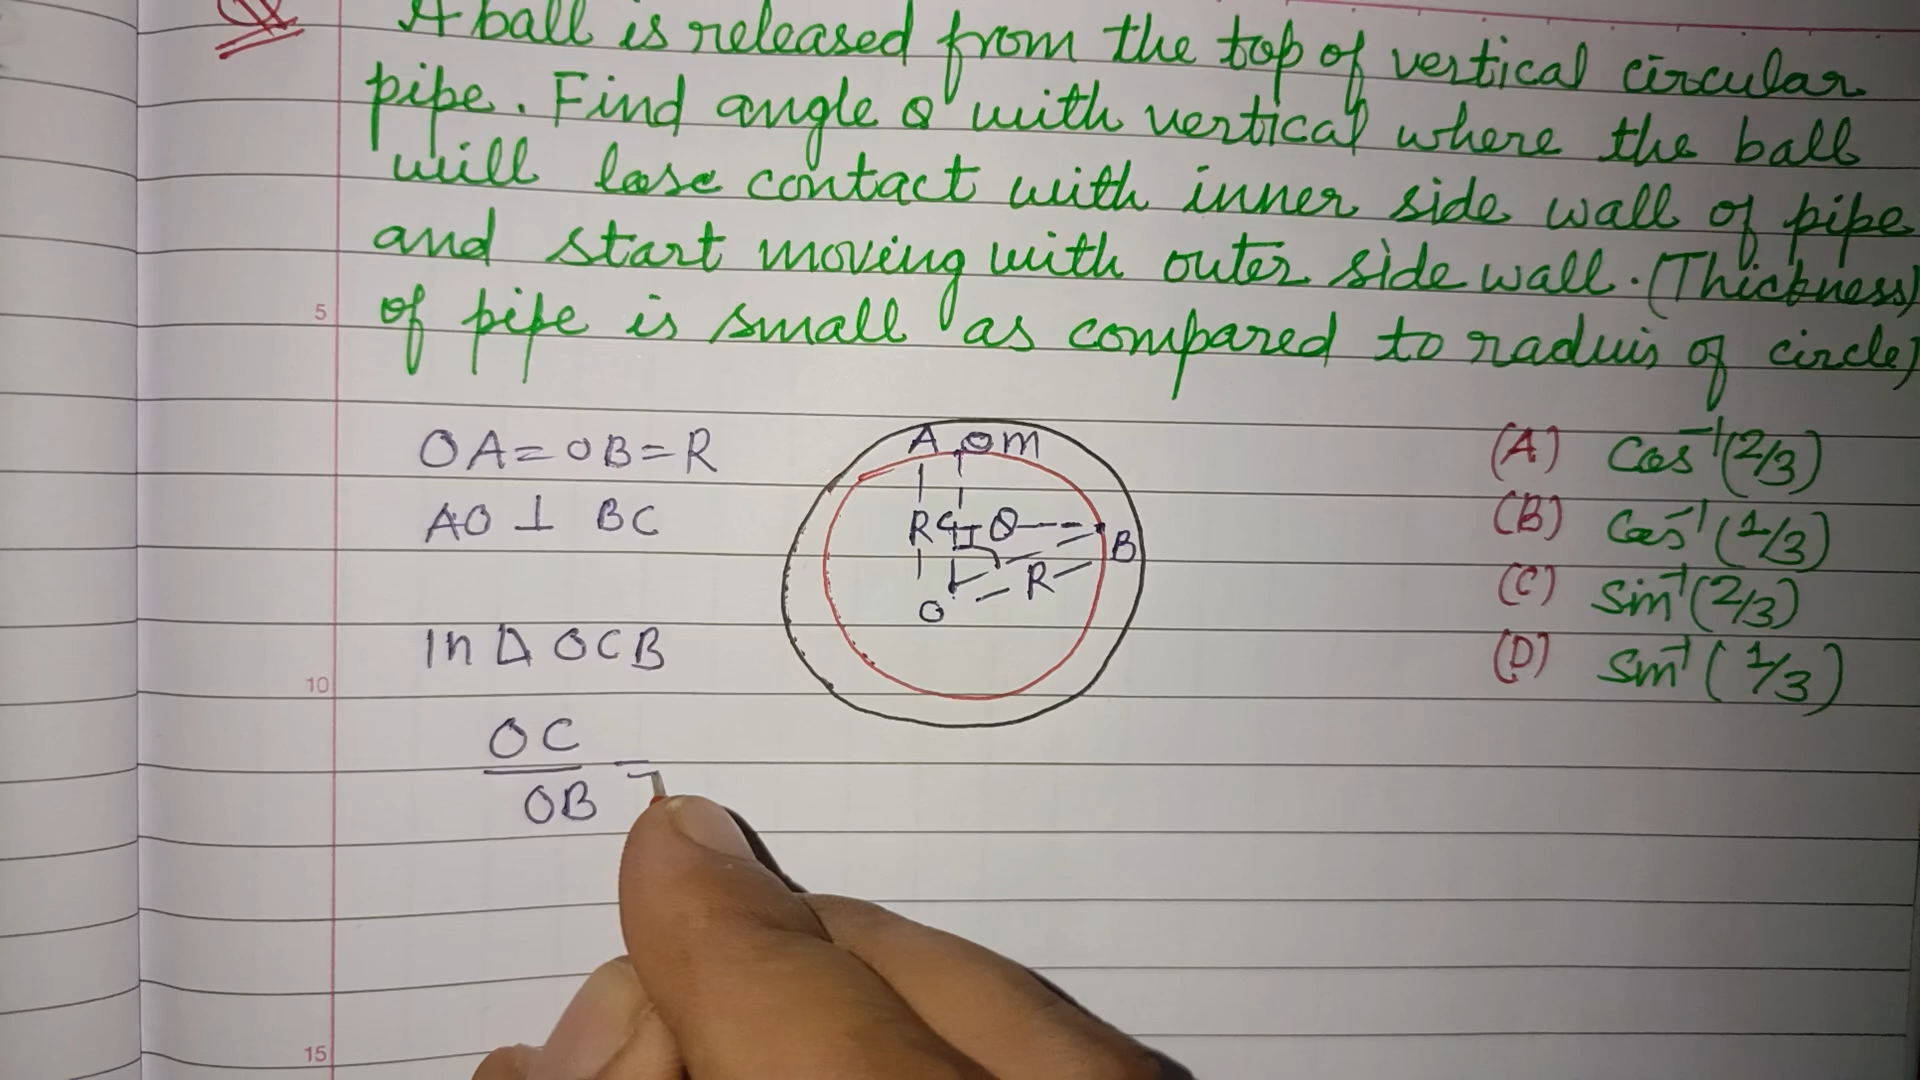 A ball is released from the top of vertical circular
pipe. Find angle θ with vertical where the ball
will lose contact with inner side wall of pipe
and start moving with outer side wall. (Thickness)
of pipe is small as compared to raduis of circle)
5
OA = OB = R
AO ⊥ BC
In Δ OCB
OC
OB
=
A m
R C θ
B
R
O
(A) Cos⁻¹(2/3)
(B) Cos⁻¹(1/3)
(C) Sin⁻¹(2/3)
(D) Sin⁻¹(1/3)
10
15